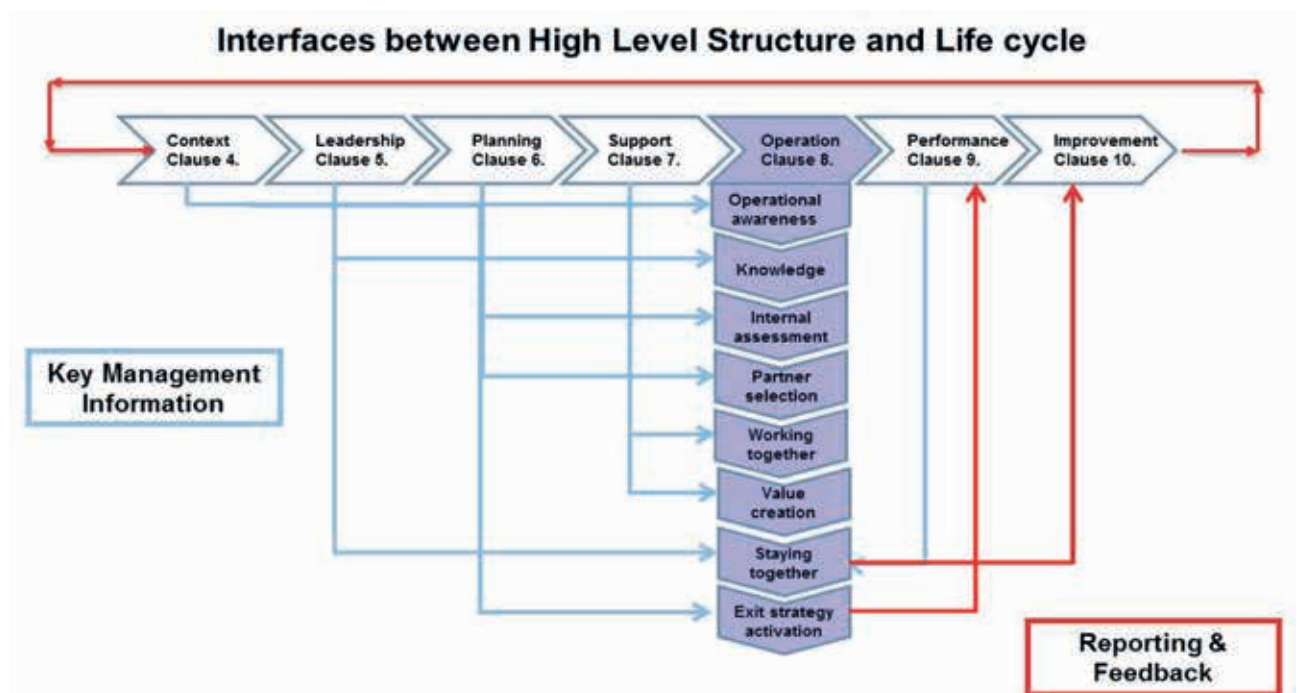 Interfaces between High Level Structure and Life cycle
Context
Clause 4.
Leadership
Clause 5.
Planning
Clause 6.
Support
Clause 7.
Operation
Clause 8.
Performance
Clause 9.
Improvement
Clause 10.
Operational
awareness
Knowledge
Internal
assessment
Partner
selection
Working
together
Value
creation
Staying
together
Exit strategy
activation
Key Management
Information
Reporting &
Feedback